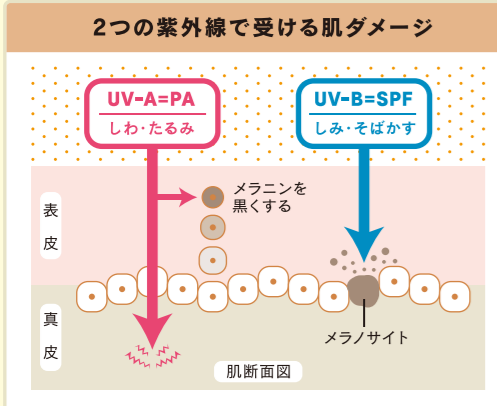 2つの紫外線で受ける肌ダメージ
UV-A=PA
しわ・たるみ
UV-B=SPF
しみ・そばかす
メラニンを
黒くする
表皮
真皮
メラノサイト
肌断面図